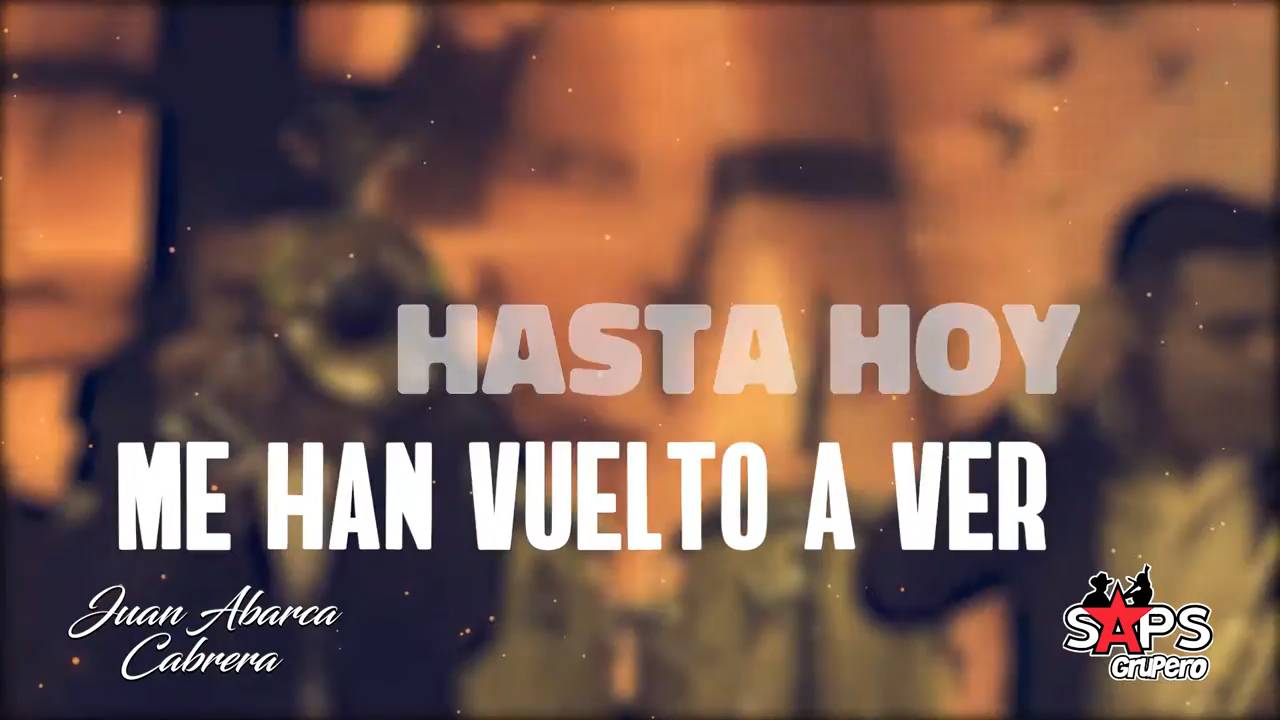 HASTA HOY
ME HAN VUELTO A VER
Juan Abarca
Cabrera
SAPS
Grupero